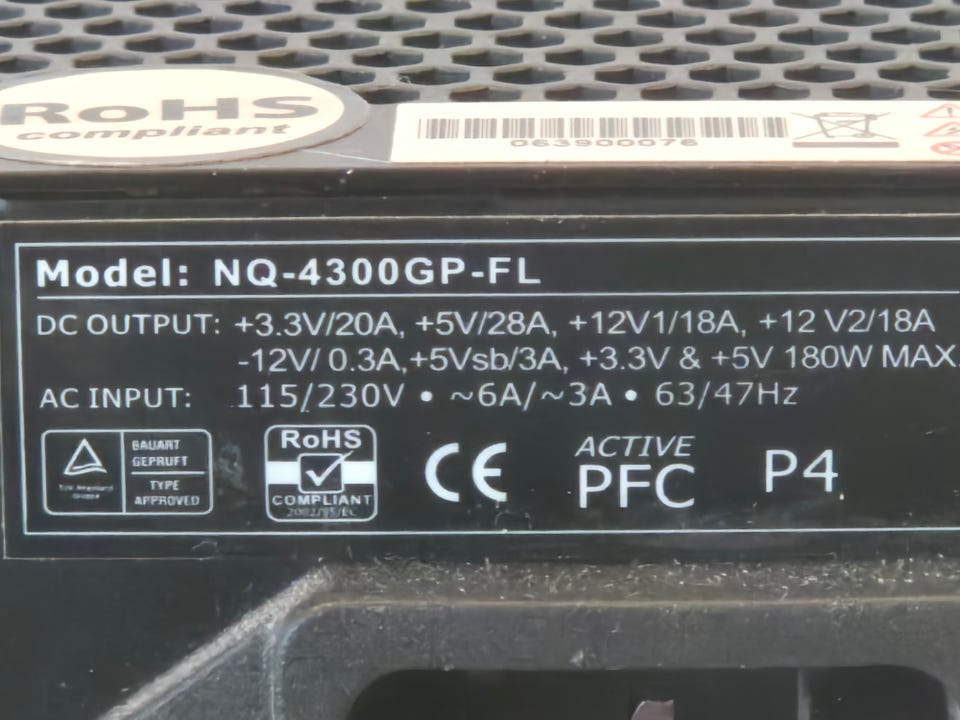 RoHS
compliant
063900076
Model: NQ-4300GP-FL
DC OUTPUT: +3.3V/20A, +5V/28A, +12V1/18A, +12 V2/18A
-12V/ 0.3A,+5Vsb/3A, +3.3V & +5V 180W MAX.
AC INPUT: 115/230V • ~6A/~3A • 63/47Hz
BAUART
GEPRUFT
TYPE
APPROVED
RoHS
COMPLIANT
2002/95/EC
CE
ACTIVE
PFC
P4